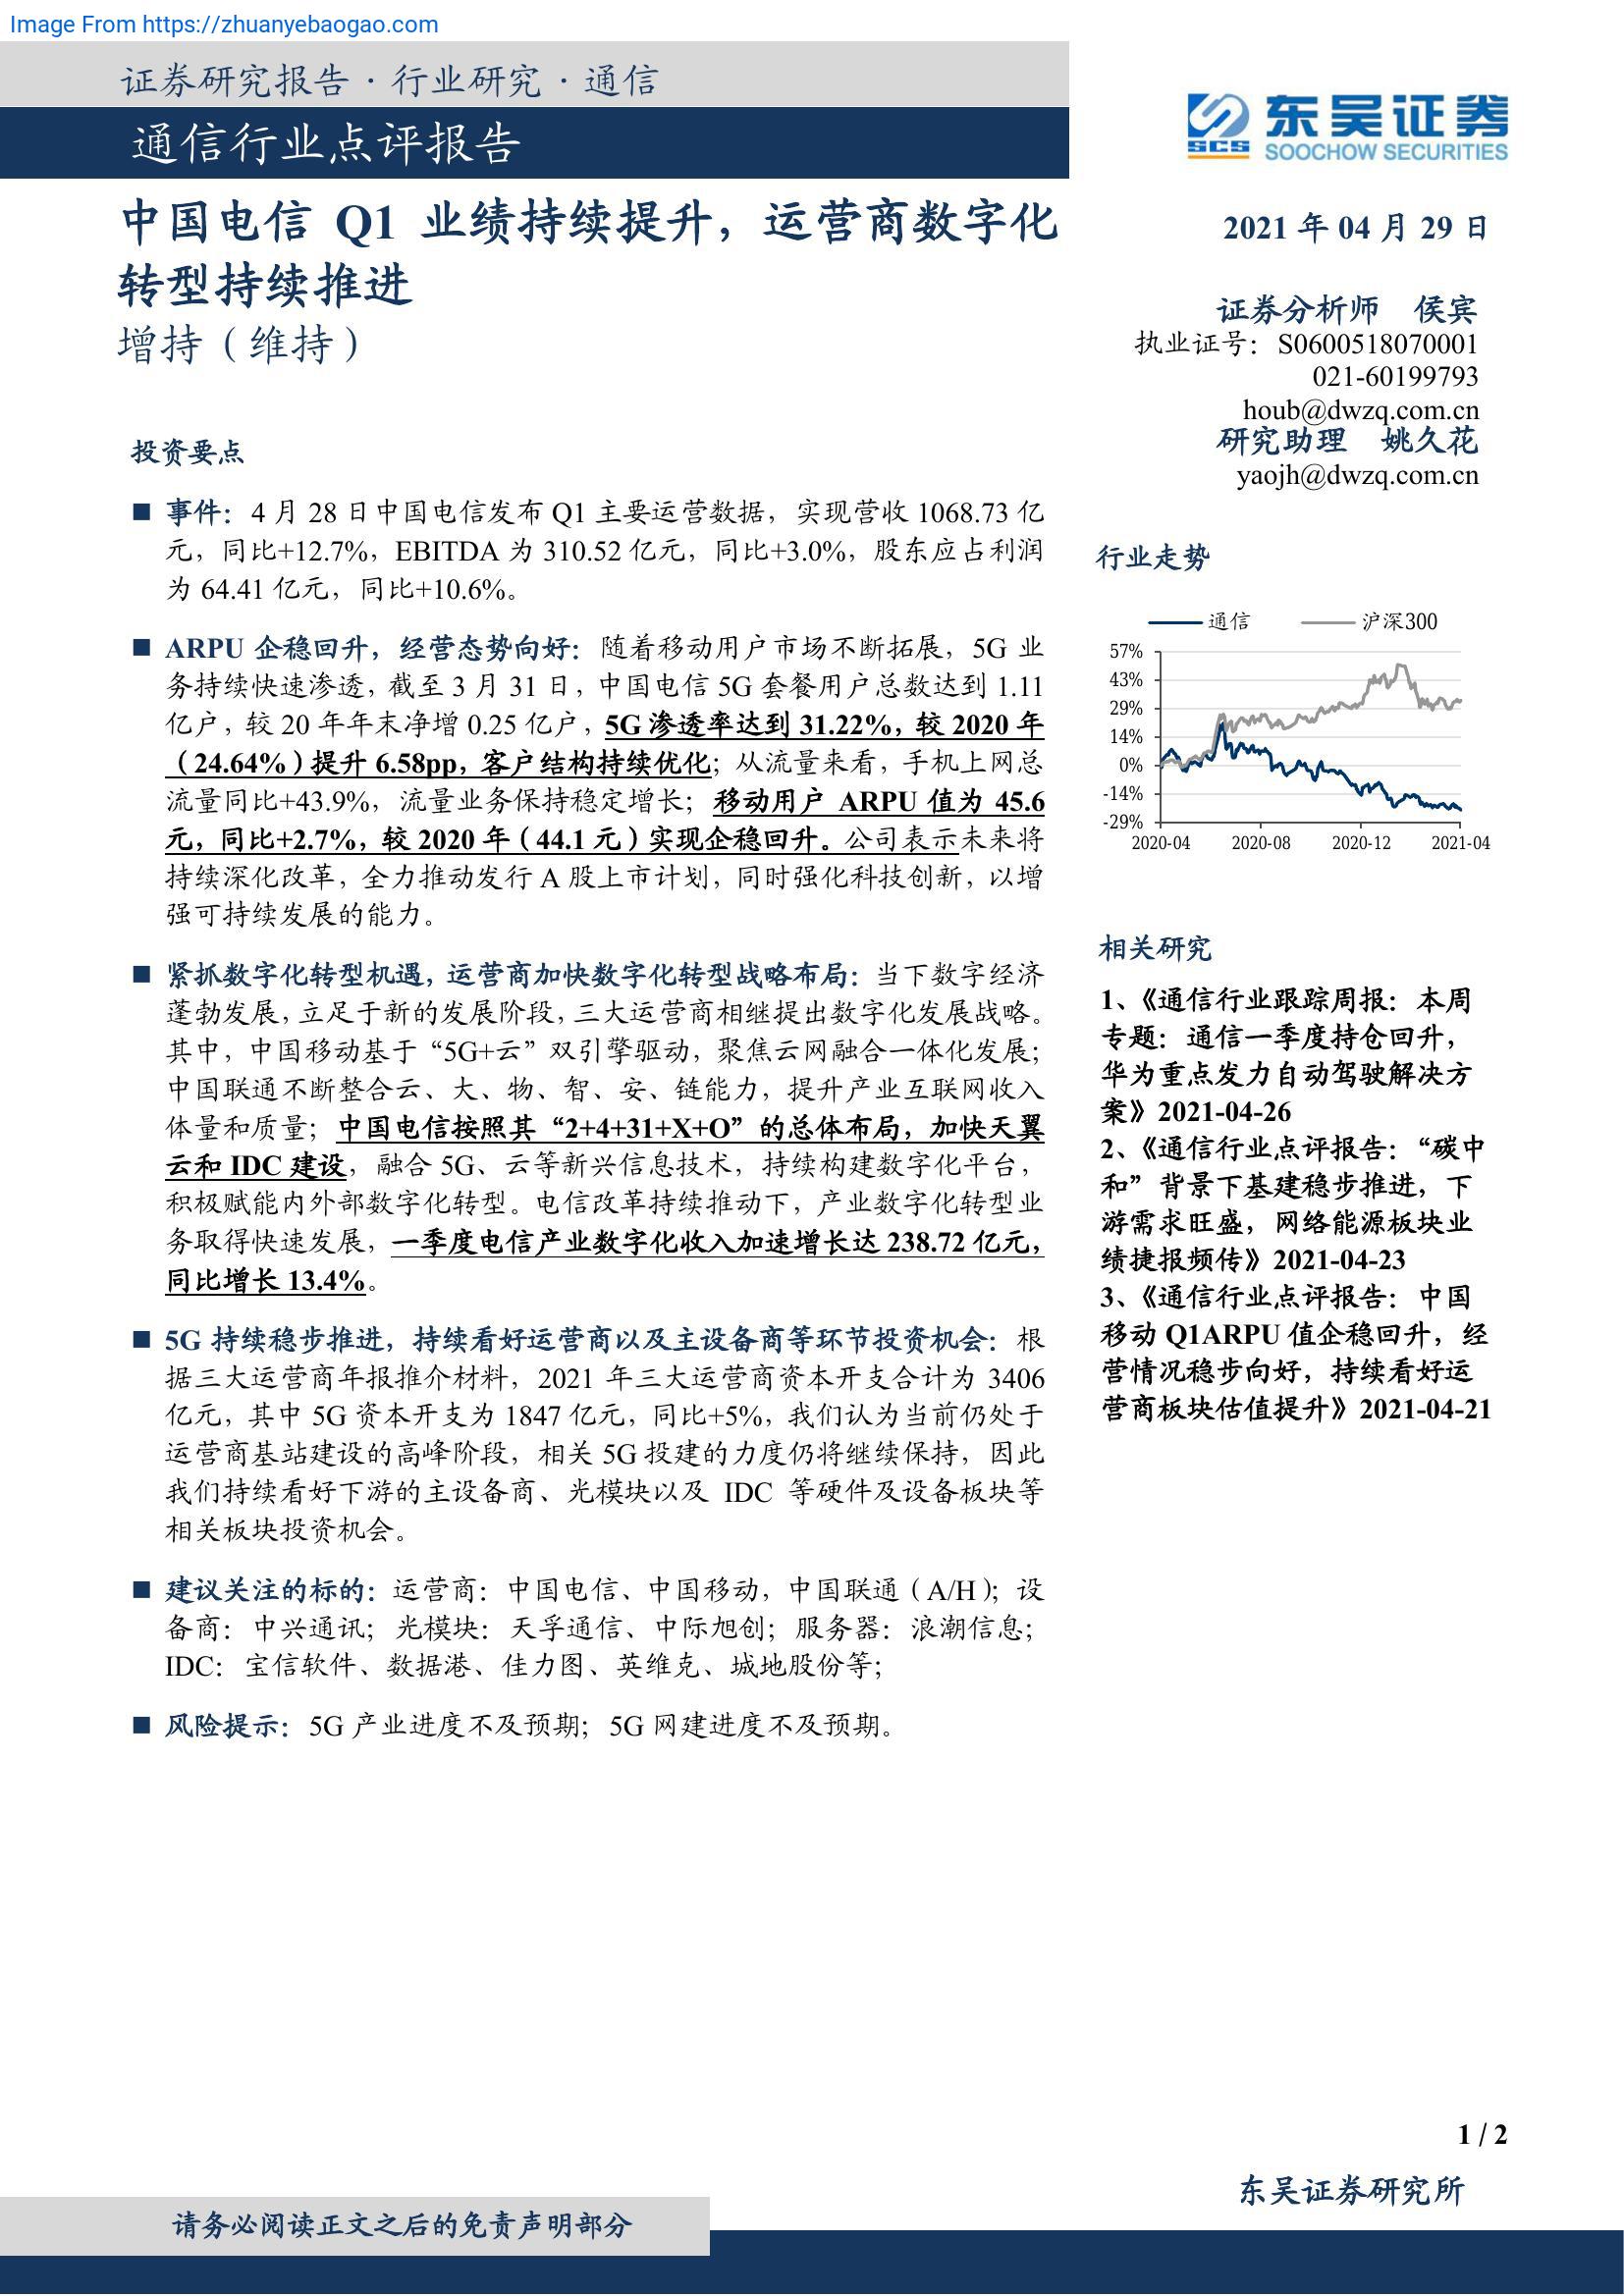 Image From https://zhuanyebaogao.com
证券研究报告·行业研究·通信
通信行业点评报告
SCS
东吴证券
SOOCHOW SECURITIES
中国电信 Q1 业绩持续提升，运营商数字化
转型持续推进
增持（维持）
投资要点
■ 事件：4 月 28 日中国电信发布 Q1 主要运营数据，实现营收 1068.73 亿
元，同比+12.7%，EBITDA 为 310.52 亿元，同比+3.0%，股东应占利润
为 64.41 亿元，同比+10.6%。
■ ARPU 企稳回升，经营态势向好：随着移动用户市场不断拓展，5G 业
务持续快速渗透，截至 3 月 31 日，中国电信 5G 套餐用户总数达到 1.11
亿户，较 20 年年末净增 0.25 亿户，5G 渗透率达到 31.22%，较 2020 年
（24.64%）提升 6.58pp，客户结构持续优化；从流量来看，手机上网总
流量同比+43.9%，流量业务保持稳定增长；移动用户 ARPU 值为 45.6
元，同比+2.7%，较 2020 年（44.1 元）实现企稳回升。公司表示未来将
持续深化改革，全力推动发行 A 股上市计划，同时强化科技创新，以增
强可持续发展的能力。
■ 紧抓数字化转型机遇，运营商加快数字化转型战略布局：当下数字经济
蓬勃发展，立足于新的发展阶段，三大运营商相继提出数字化发展战略。
其中，中国移动基于“5G+云”双引擎驱动，聚焦云网融合一体化发展；
中国联通不断整合云、大、物、智、安、链能力，提升产业互联网收入
体量和质量；中国电信按照其“2+4+31+X+O”的总体布局，加快天翼
云和 IDC 建设，融合 5G、云等新兴信息技术，持续构建数字化平台，
积极赋能内外部数字化转型。电信改革持续推动下，产业数字化转型业
务取得快速发展，一季度电信产业数字化收入加速增长达 238.72 亿元，
同比增长 13.4%。
■ 5G 持续稳步推进，持续看好运营商以及主设备商等环节投资机会：根
据三大运营商年报推介材料，2021 年三大运营商资本开支合计为 3406
亿元，其中 5G 资本开支为 1847 亿元，同比+5%，我们认为当前仍处于
运营商基站建设的高峰阶段，相关 5G 投建的力度仍将继续保持，因此
我们持续看好下游的主设备商、光模块以及 IDC 等硬件及设备板块等
相关板块投资机会。
■ 建议关注的标的：运营商：中国电信、中国移动，中国联通（A/H）；设
备商：中兴通讯；光模块：天孚通信、中际旭创；服务器：浪潮信息；
IDC：宝信软件、数据港、佳力图、英维克、城地股份等；
■ 风险提示：5G 产业进度不及预期；5G 网建进度不及预期。
2021 年 04 月 29 日
证券分析师 侯宾
执业证号：S0600518070001
021-60199793
houb@dwzq.com.cn
研究助理 姚久花
yaojh@dwzq.com.cn
行业走势
通信 沪深300
57%
43%
29%
14%
0%
-14%
-29%
2020-04 2020-08 2020-12 2021-04
相关研究
1、《通信行业跟踪周报：本周
专题：通信一季度持仓回升，
华为重点发力自动驾驶解决方
案》2021-04-26
2、《通信行业点评报告：“碳中
和”背景下基建稳步推进，下
游需求旺盛，网络能源板块业
绩捷报频传》2021-04-23
3、《通信行业点评报告：中国
移动 Q1ARPU 值企稳回升，经
营情况稳步向好，持续看好运
营商板块估值提升》2021-04-21
1 / 2
东吴证券研究所
请务必阅读正文之后的免责声明部分